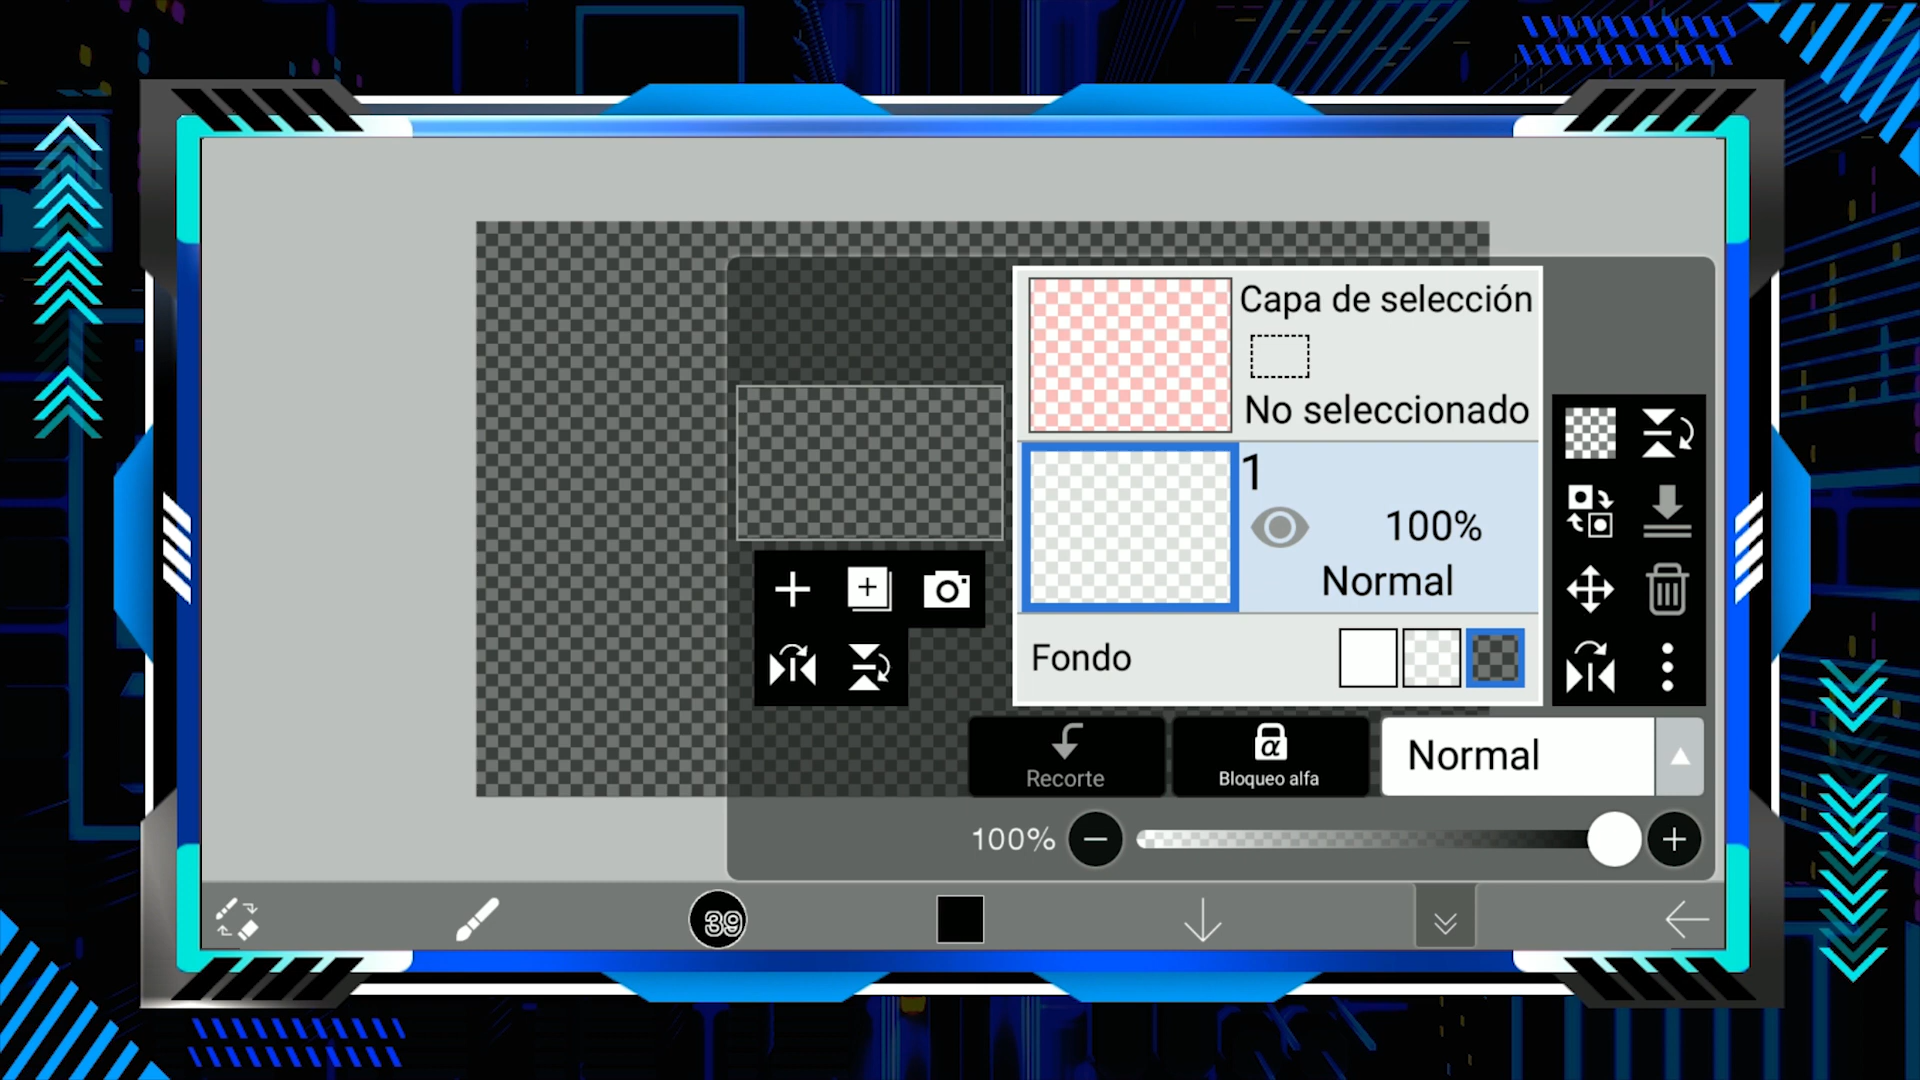 Capa de selección
No seleccionado
1
100%
Normal
Fondo
Recorte
α
Bloqueo alfa
Normal
100%
39